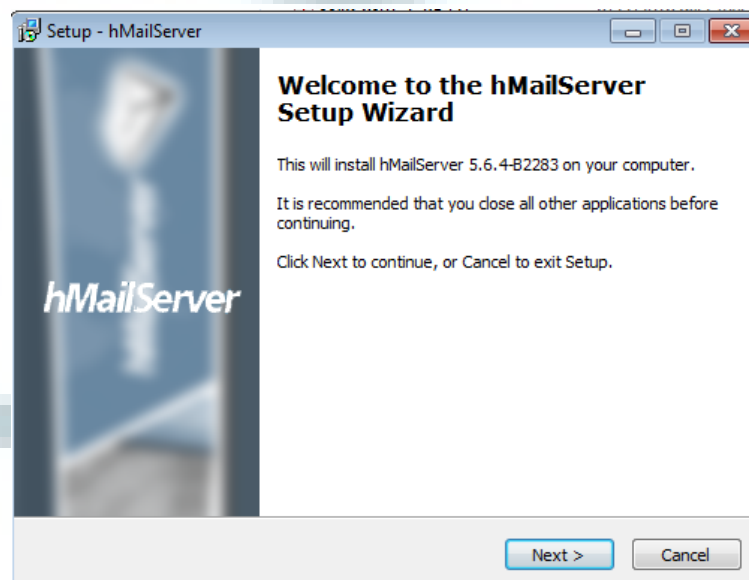 Setup - hMailServer
Welcome to the hMailServer
Setup Wizard
This will install hMailServer 5.6.4-B2283 on your computer.
It is recommended that you close all other applications before
continuing.
Click Next to continue, or Cancel to exit Setup.
hMailServer
Next >
Cancel